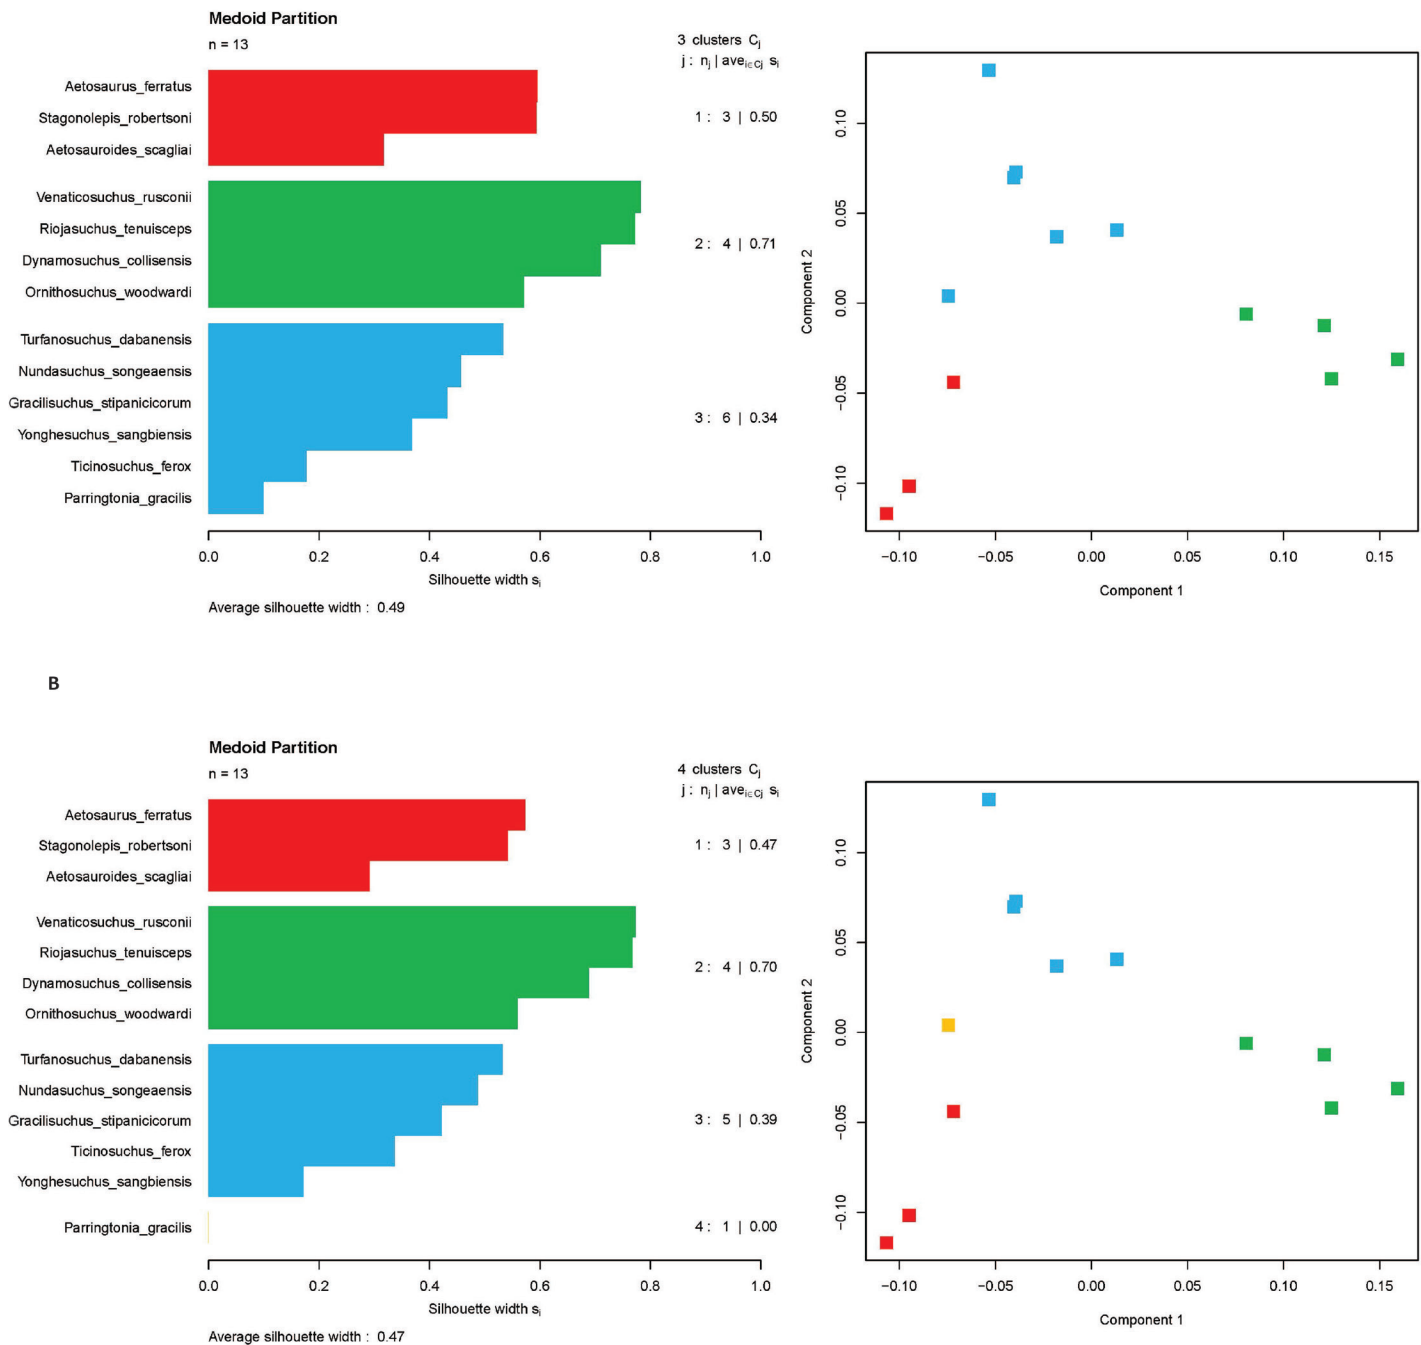 Medoid Partition
n = 13
3 clusters Cj
j : nj | avei∈Cj si
Aetosaurus_ferratus
Stagonolepis_robertsoni
Aetosauroides_scagliai
1 : 3 | 0.50
Venaticosuchus_rusconii
Riojasuchus_tenuisceps
Dynamosuchus_collisensis
Ornithosuchus_woodwardi
2 : 4 | 0.71
Turfanosuchus_dabanensis
Nundasuchus_songeaensis
Gracilisuchus_stipanicicorum
Yonghesuchus_sangbiensis
Ticinosuchus_ferox
Parringtonia_gracilis
3 : 6 | 0.34
0.0 0.2 0.4 0.6 0.8 1.0
Silhouette width si
Average silhouette width : 0.49
Component 2
0.10
0.05
0.00
−0.05
−0.10
−0.10 −0.05 0.00 0.05 0.10 0.15
Component 1
B
Medoid Partition
n = 13
4 clusters Cj
j : nj | avei∈Cj si
Aetosaurus_ferratus
Stagonolepis_robertsoni
Aetosauroides_scagliai
1 : 3 | 0.47
Venaticosuchus_rusconii
Riojasuchus_tenuisceps
Dynamosuchus_collisensis
Ornithosuchus_woodwardi
2 : 4 | 0.70
Turfanosuchus_dabanensis
Nundasuchus_songeaensis
Gracilisuchus_stipanicicorum
Ticinosuchus_ferox
Yonghesuchus_sangbiensis
3 : 5 | 0.39
Parringtonia_gracilis
4 : 1 | 0.00
0.0 0.2 0.4 0.6 0.8 1.0
Silhouette width si
Average silhouette width : 0.47
Component 2
0.10
0.05
0.00
−0.05
−0.10
−0.10 −0.05 0.00 0.05 0.10 0.15
Component 1